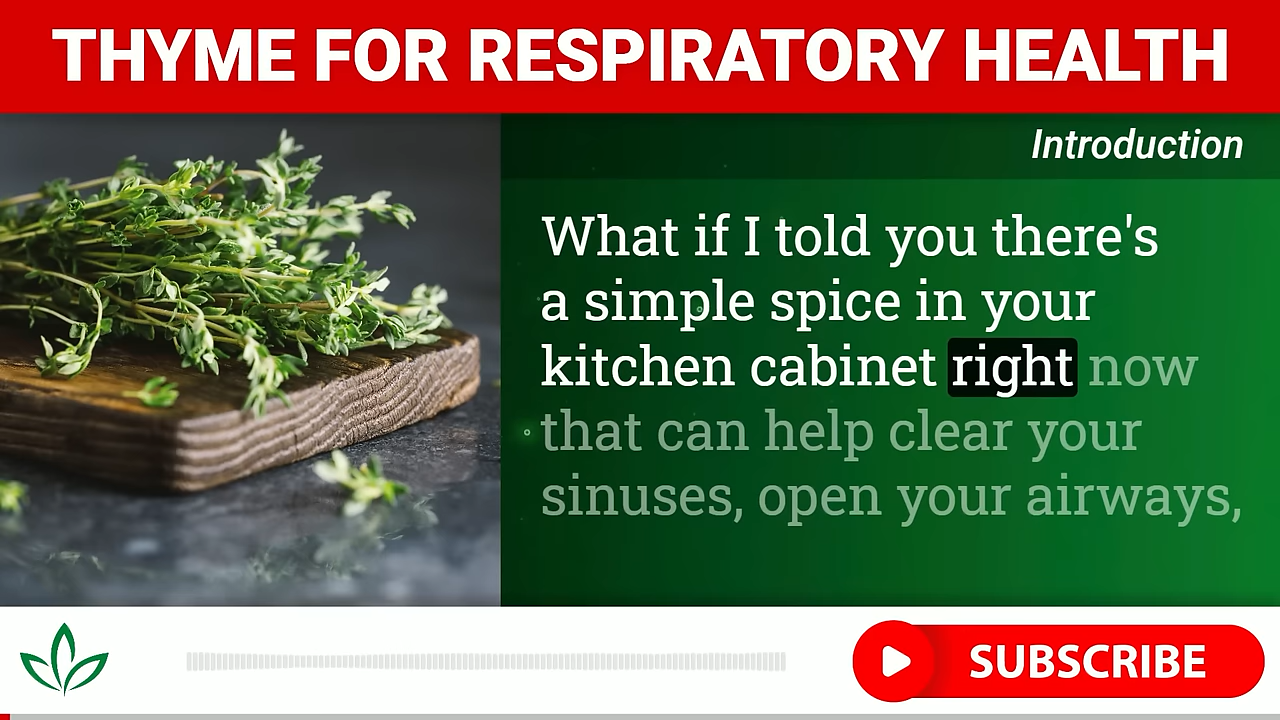 THYME FOR RESPIRATORY HEALTH
Introduction
What if I told you there's
a simple spice in your
kitchen cabinet right now
that can help clear your
sinuses, open your airways,
SUBSCRIBE